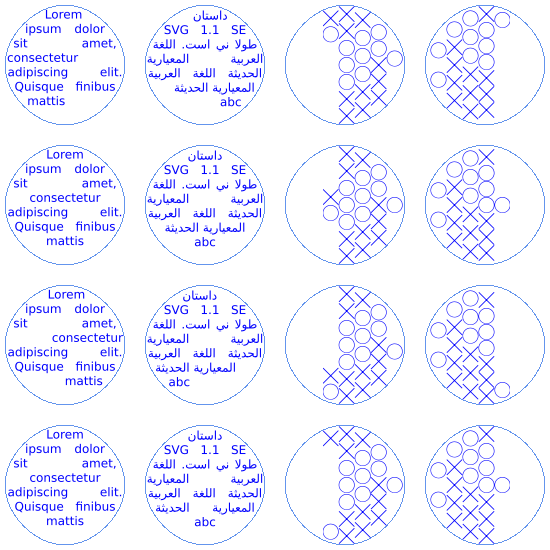 Lorem
ipsum dolor
sit amet,
consectetur
adipiscing elit.
Quisque finibus
mattis
داستان
SVG 1.1 SE
طولا ني است. اللغة
العربية المعيارية
الحديثة اللغة العربية
المعيارية الحديثة
abc
Lorem
ipsum dolor
sit amet,
consectetur
adipiscing elit.
Quisque finibus
mattis
داستان
SVG 1.1 SE
طولا ني است. اللغة
العربية المعيارية
الحديثة اللغة العربية
المعيارية الحديثة
abc
Lorem
ipsum dolor
sit amet,
consectetur
adipiscing elit.
Quisque finibus
mattis
داستان
SVG 1.1 SE
طولا ني است. اللغة
العربية المعيارية
الحديثة اللغة العربية
المعيارية الحديثة
abc
Lorem
ipsum dolor
sit amet,
consectetur
adipiscing elit.
Quisque finibus
mattis
داستان
SVG 1.1 SE
طولا ني است. اللغة
العربية المعيارية
الحديثة اللغة العربية
المعيارية الحديثة
abc